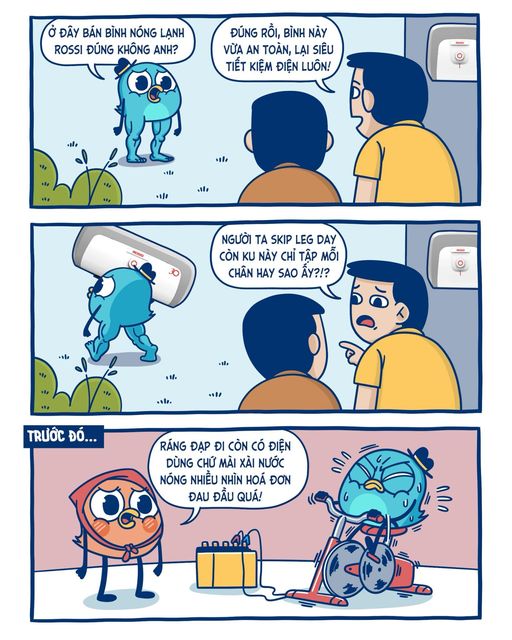 Ở ĐÂY BÁN BÌNH NÓNG LẠNH
ROSSI ĐÚNG KHÔNG ANH?
ĐÚNG RỒI, BÌNH NÀY
VỪA AN TOÀN, LẠI SIÊU
TIẾT KIỆM ĐIỆN LUÔN!
NGƯỜI TA SKIP LEG DAY
CÒN KU NÀY CHỈ TẬP MỖI
CHÂN HAY SAO ẤY?!?
30
TRƯỚC ĐÓ...
RÁNG ĐẠP ĐI CÒN CÓ ĐIỆN
DÙNG CHỨ MÀI XÀI NƯỚC
NÓNG NHIỀU NHÌN HOÁ ĐƠN
ĐAU ĐẦU QUÁ!